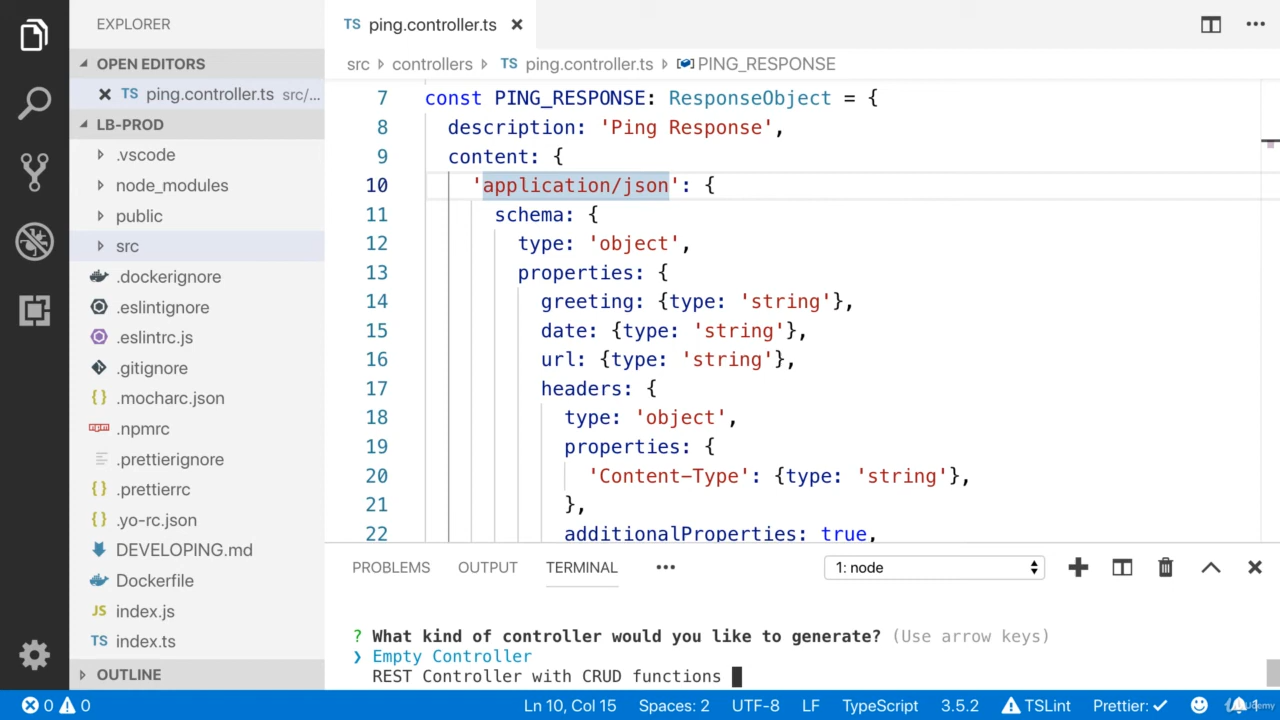 EXPLORER
OPEN EDITORS
TS ping.controller.ts src/...
LB-PROD
.vscode
node_modules
public
src
.dockerignore
.eslintignore
.eslintrc.js
.gitignore
{} .mocharc.json
npm .npmrc
.prettierignore
{} .prettierrc
{} .yo-rc.json
DEVELOPING.md
Dockerfile
JS index.js
TS index.ts
OUTLINE
TS ping.controller.ts
src controllers TS ping.controller.ts PING_RESPONSE
7 const PING_RESPONSE: ResponseObject = {
8 description: 'Ping Response',
9 content: {
10 'application/json': {
11 schema: {
12 type: 'object',
13 properties: {
14 greeting: {type: 'string'},
15 date: {type: 'string'},
16 url: {type: 'string'},
17 headers: {
18 type: 'object',
19 properties: {
20 'Content-Type': {type: 'string'},
21 },
22 additionalProperties: true,
PROBLEMS OUTPUT TERMINAL ••• 1: node
? What kind of controller would you like to generate? (Use arrow keys)
❯ Empty Controller
REST Controller with CRUD functions
0 0 Ln 10, Col 15 Spaces: 2 UTF-8 LF TypeScript 3.5.2 TSLint Prettier: ✓ 1
Udemy